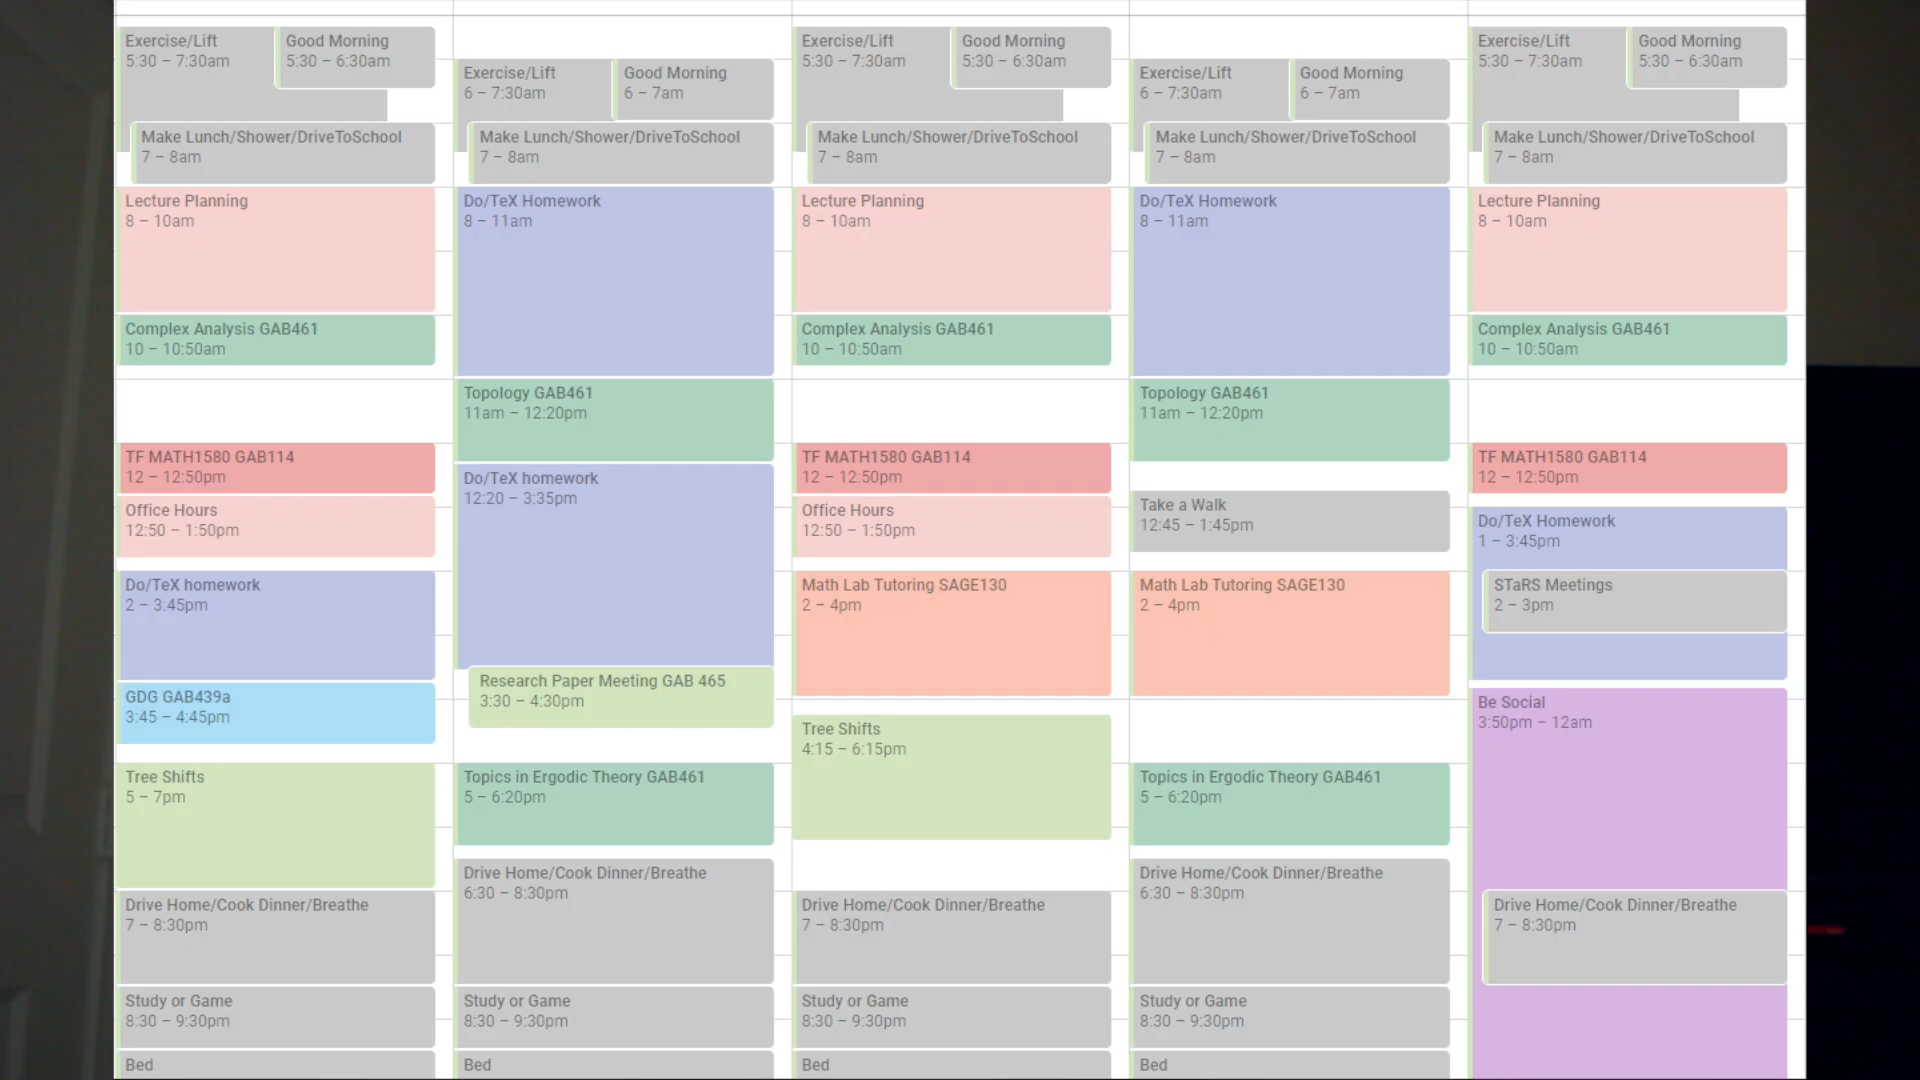 Exercise/Lift
5:30 – 7:30am
Good Morning
5:30 – 6:30am
Make Lunch/Shower/DriveToSchool
7 – 8am
Lecture Planning
8 – 10am
Complex Analysis GAB461
10 – 10:50am
TF MATH1580 GAB114
12 – 12:50pm
Office Hours
12:50 – 1:50pm
Do/TeX homework
2 – 3:45pm
GDG GAB439a
3:45 – 4:45pm
Tree Shifts
5 – 7pm
Drive Home/Cook Dinner/Breathe
7 – 8:30pm
Study or Game
8:30 – 9:30pm
Bed
Exercise/Lift
6 – 7:30am
Good Morning
6 – 7am
Make Lunch/Shower/DriveToSchool
7 – 8am
Do/TeX Homework
8 – 11am
Topology GAB461
11am – 12:20pm
Do/TeX homework
12:20 – 3:35pm
Research Paper Meeting GAB 465
3:30 – 4:30pm
Topics in Ergodic Theory GAB461
5 – 6:20pm
Drive Home/Cook Dinner/Breathe
6:30 – 8:30pm
Study or Game
8:30 – 9:30pm
Bed
Exercise/Lift
5:30 – 7:30am
Good Morning
5:30 – 6:30am
Make Lunch/Shower/DriveToSchool
7 – 8am
Lecture Planning
8 – 10am
Complex Analysis GAB461
10 – 10:50am
TF MATH1580 GAB114
12 – 12:50pm
Office Hours
12:50 – 1:50pm
Math Lab Tutoring SAGE130
2 – 4pm
Tree Shifts
4:15 – 6:15pm
Drive Home/Cook Dinner/Breathe
7 – 8:30pm
Study or Game
8:30 – 9:30pm
Bed
Exercise/Lift
6 – 7:30am
Good Morning
6 – 7am
Make Lunch/Shower/DriveToSchool
7 – 8am
Do/TeX Homework
8 – 11am
Topology GAB461
11am – 12:20pm
Take a Walk
12:45 – 1:45pm
Math Lab Tutoring SAGE130
2 – 4pm
Topics in Ergodic Theory GAB461
5 – 6:20pm
Drive Home/Cook Dinner/Breathe
6:30 – 8:30pm
Study or Game
8:30 – 9:30pm
Bed
Exercise/Lift
5:30 – 7:30am
Good Morning
5:30 – 6:30am
Make Lunch/Shower/DriveToSchool
7 – 8am
Lecture Planning
8 – 10am
Complex Analysis GAB461
10 – 10:50am
TF MATH1580 GAB114
12 – 12:50pm
Do/TeX Homework
1 – 3:45pm
STaRS Meetings
2 – 3pm
Be Social
3:50pm – 12am
Drive Home/Cook Dinner/Breathe
7 – 8:30pm